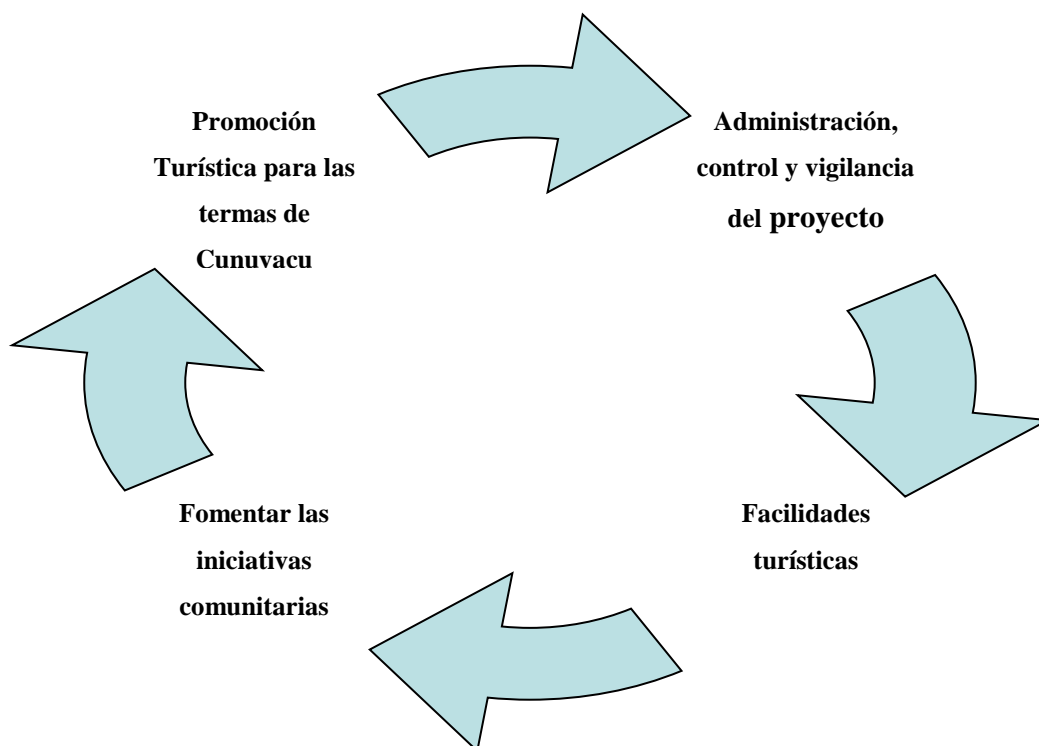 Promoción
Turística para las
termas de
Cunuvacu
Administración,
control y vigilancia
del proyecto
Facilidades
turísticas
Fomentar las
iniciativas
comunitarias